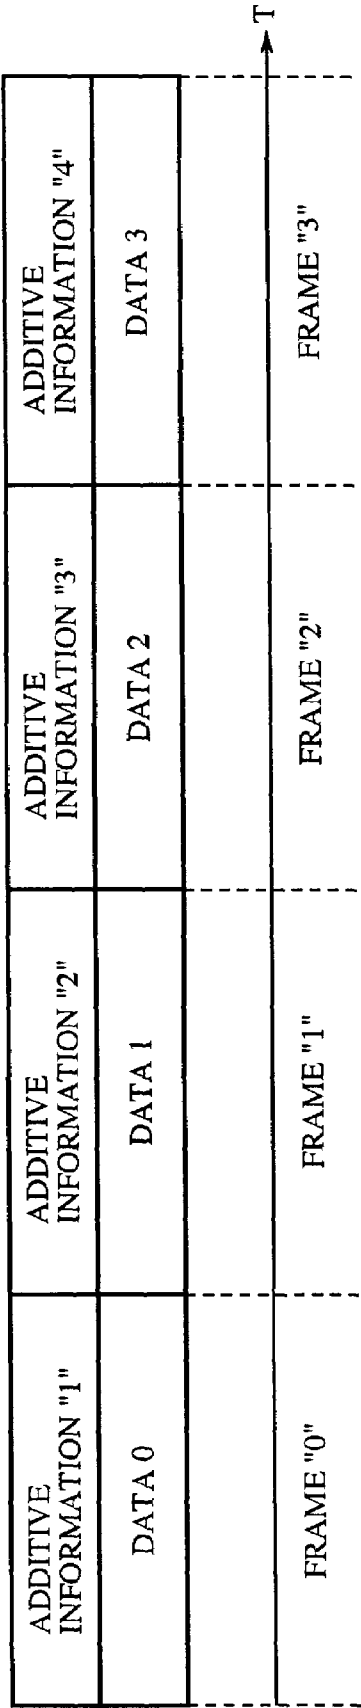 ADDITIVE
INFORMATION "1"
ADDITIVE
INFORMATION "2"
ADDITIVE
INFORMATION "3"
ADDITIVE
INFORMATION "4"
DATA 0
DATA 1
DATA 2
DATA 3
T
FRAME "0"
FRAME "1"
FRAME "2"
FRAME "3"